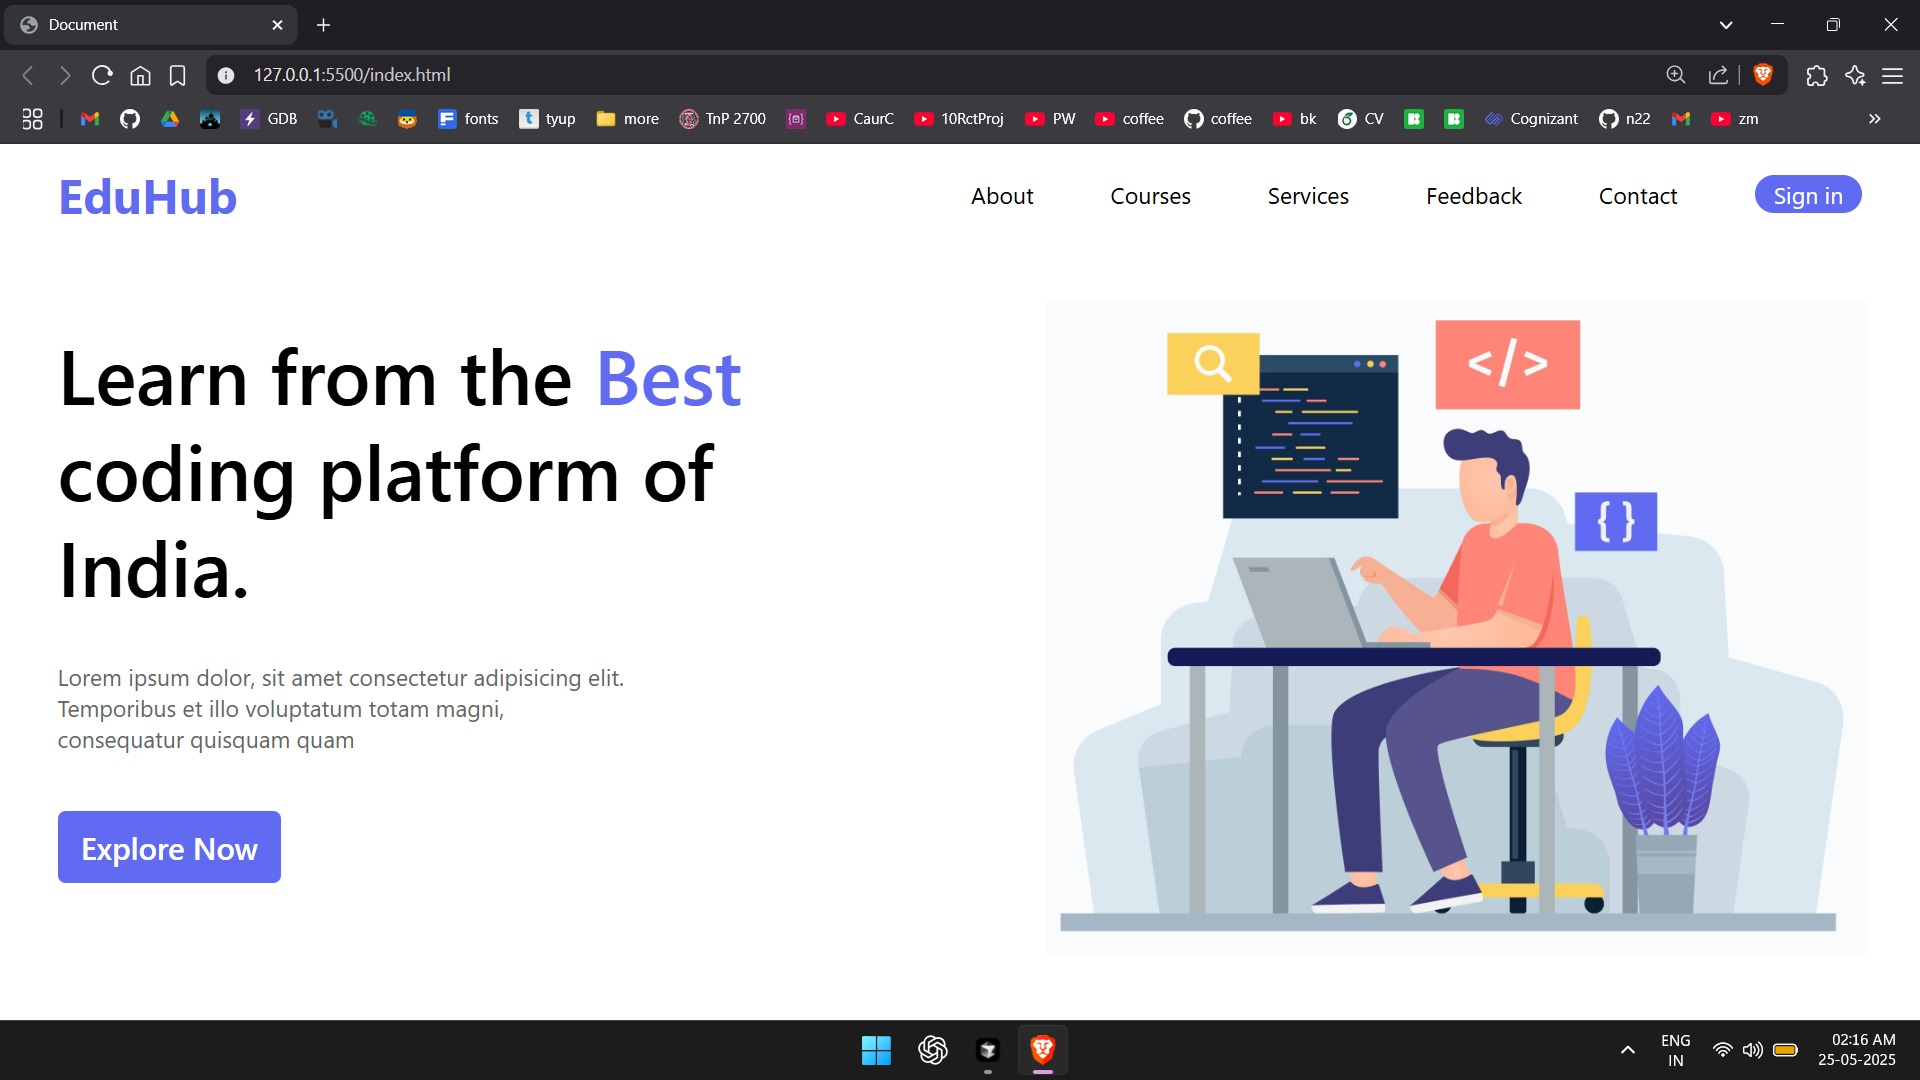 Document
127.0.0.1:5500/index.html
GDB fonts tyup more TnP 2700 CaurC 10RctProj PW coffee coffee bk CV Cognizant n22 zm
EduHub About Courses Services Feedback Contact Sign in
Learn from the Best
coding platform of
India.
Lorem ipsum dolor, sit amet consectetur adipisicing elit.
Temporibus et illo voluptatum totam magni,
consequatur quisquam quam
Explore Now
</>
{ }
ENG
IN
02:16 AM
25-05-2025